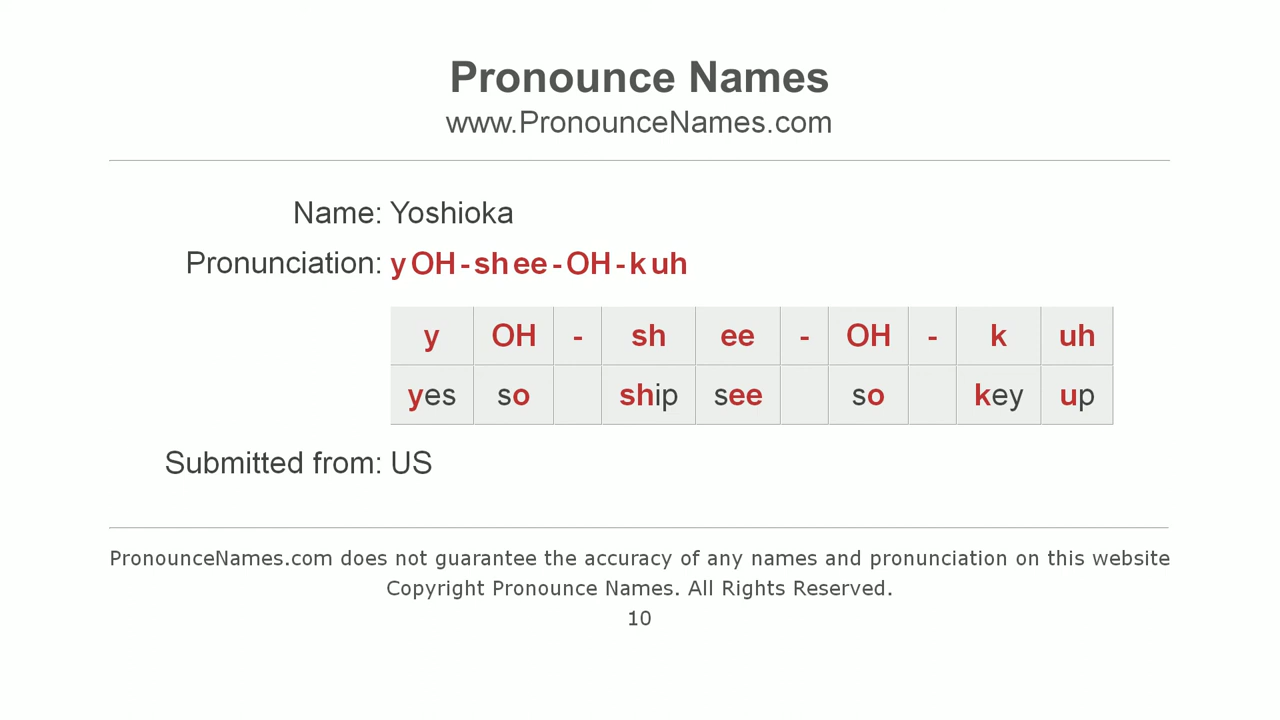 Pronounce Names
www.PronounceNames.com
Name: Yoshioka
Pronunciation: yOH-shee-OH-kuh
y OH - sh ee - OH - k uh
yes so ship see so key up
Submitted from: US
PronounceNames.com does not guarantee the accuracy of any names and pronunciation on this website
Copyright Pronounce Names. All Rights Reserved.
10